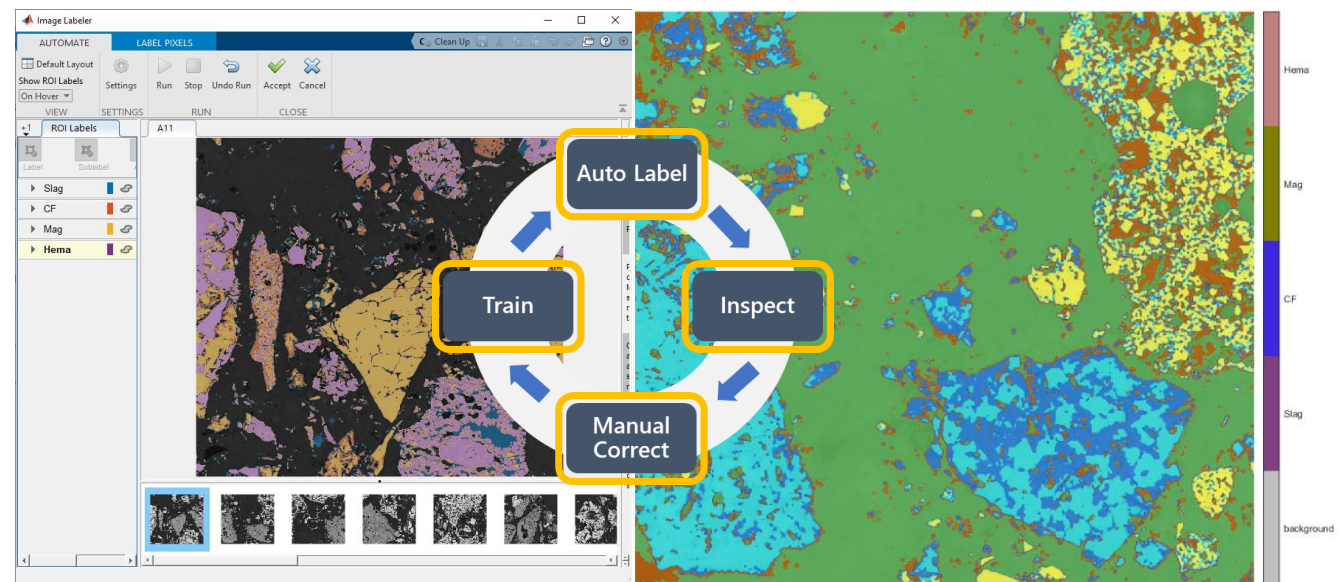 Image Labeler
AUTOMATE
LABEL PIXELS
Clean Up
Default Layout
Show ROI Labels
On Hover
Settings
Run
Stop
Undo Run
Accept
Cancel
VIEW
SETTINGS
RUN
CLOSE
+1
ROI Labels
A11
Label
Sublabel
Slag
CF
Mag
Hema
Auto Label
Train
Inspect
Manual
Correct
Hema
Mag
CF
Slag
background